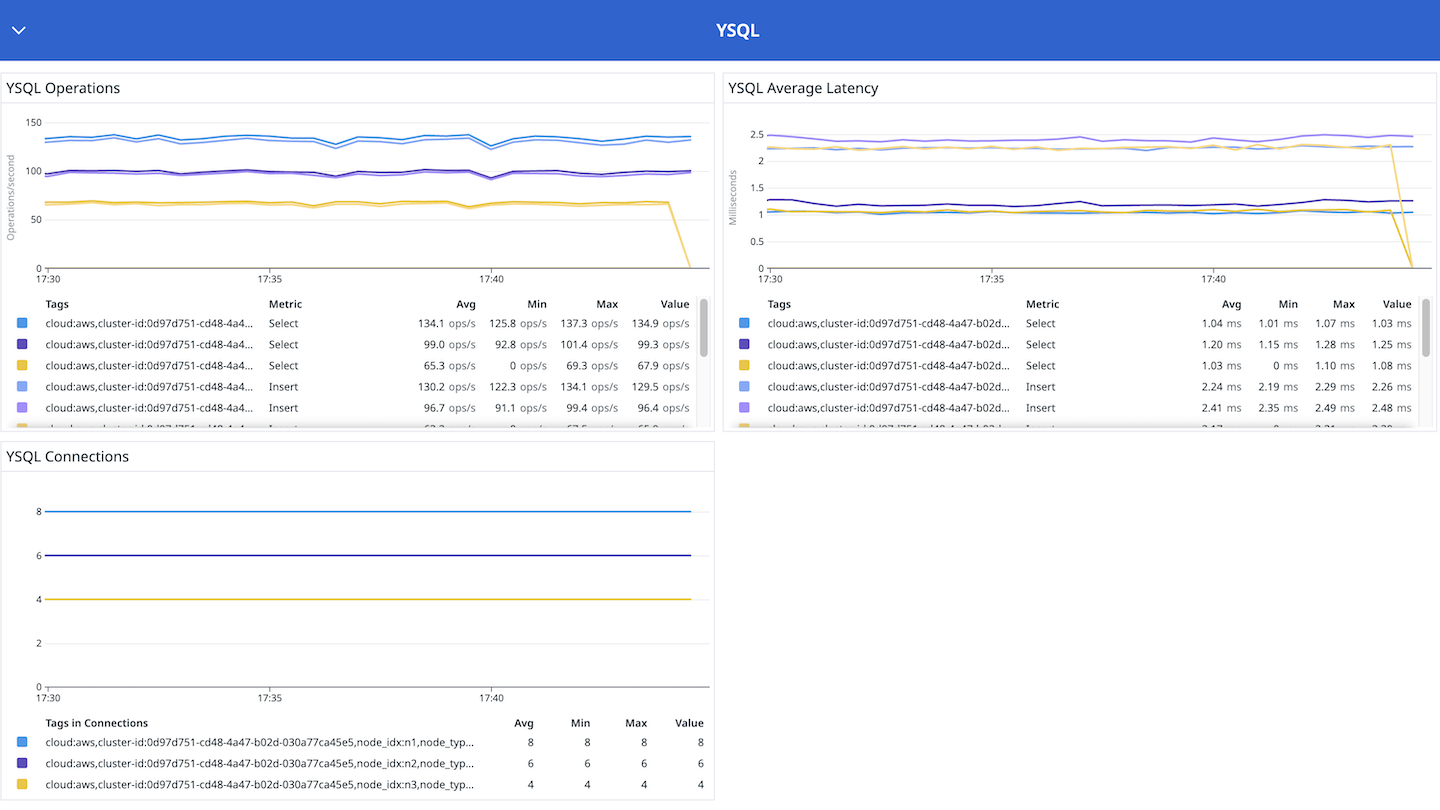 YSQL
YSQL Operations
Operations/second
150
100
50
0
17:30 17:35 17:40
Tags Metric Avg Min Max Value
cloud:aws,cluster-id:0d97d751-cd48-4a4... Select 134.1 ops/s 125.8 ops/s 137.3 ops/s 134.9 ops/s
cloud:aws,cluster-id:0d97d751-cd48-4a4... Select 99.0 ops/s 92.8 ops/s 101.4 ops/s 99.3 ops/s
cloud:aws,cluster-id:0d97d751-cd48-4a4... Select 65.3 ops/s 0 ops/s 69.3 ops/s 67.9 ops/s
cloud:aws,cluster-id:0d97d751-cd48-4a4... Insert 130.2 ops/s 122.3 ops/s 134.1 ops/s 129.5 ops/s
cloud:aws,cluster-id:0d97d751-cd48-4a4... Insert 96.7 ops/s 91.1 ops/s 99.4 ops/s 96.4 ops/s
YSQL Average Latency
Milliseconds
2.5
2
1.5
1
0.5
0
17:30 17:35 17:40
Tags Metric Avg Min Max Value
cloud:aws,cluster-id:0d97d751-cd48-4a47-b02d... Select 1.04 ms 1.01 ms 1.07 ms 1.03 ms
cloud:aws,cluster-id:0d97d751-cd48-4a47-b02d... Select 1.20 ms 1.15 ms 1.28 ms 1.25 ms
cloud:aws,cluster-id:0d97d751-cd48-4a47-b02d... Select 1.03 ms 0 ms 1.10 ms 1.08 ms
cloud:aws,cluster-id:0d97d751-cd48-4a47-b02d... Insert 2.24 ms 2.19 ms 2.29 ms 2.26 ms
cloud:aws,cluster-id:0d97d751-cd48-4a47-b02d... Insert 2.41 ms 2.35 ms 2.49 ms 2.48 ms
YSQL Connections
8
6
4
2
0
17:30 17:35 17:40
Tags in Connections Avg Min Max Value
cloud:aws,cluster-id:0d97d751-cd48-4a47-b02d-030a77ca45e5,node_idx:n1,node_typ... 8 8 8 8
cloud:aws,cluster-id:0d97d751-cd48-4a47-b02d-030a77ca45e5,node_idx:n2,node_typ... 6 6 6 6
cloud:aws,cluster-id:0d97d751-cd48-4a47-b02d-030a77ca45e5,node_idx:n3,node_typ... 4 4 4 4